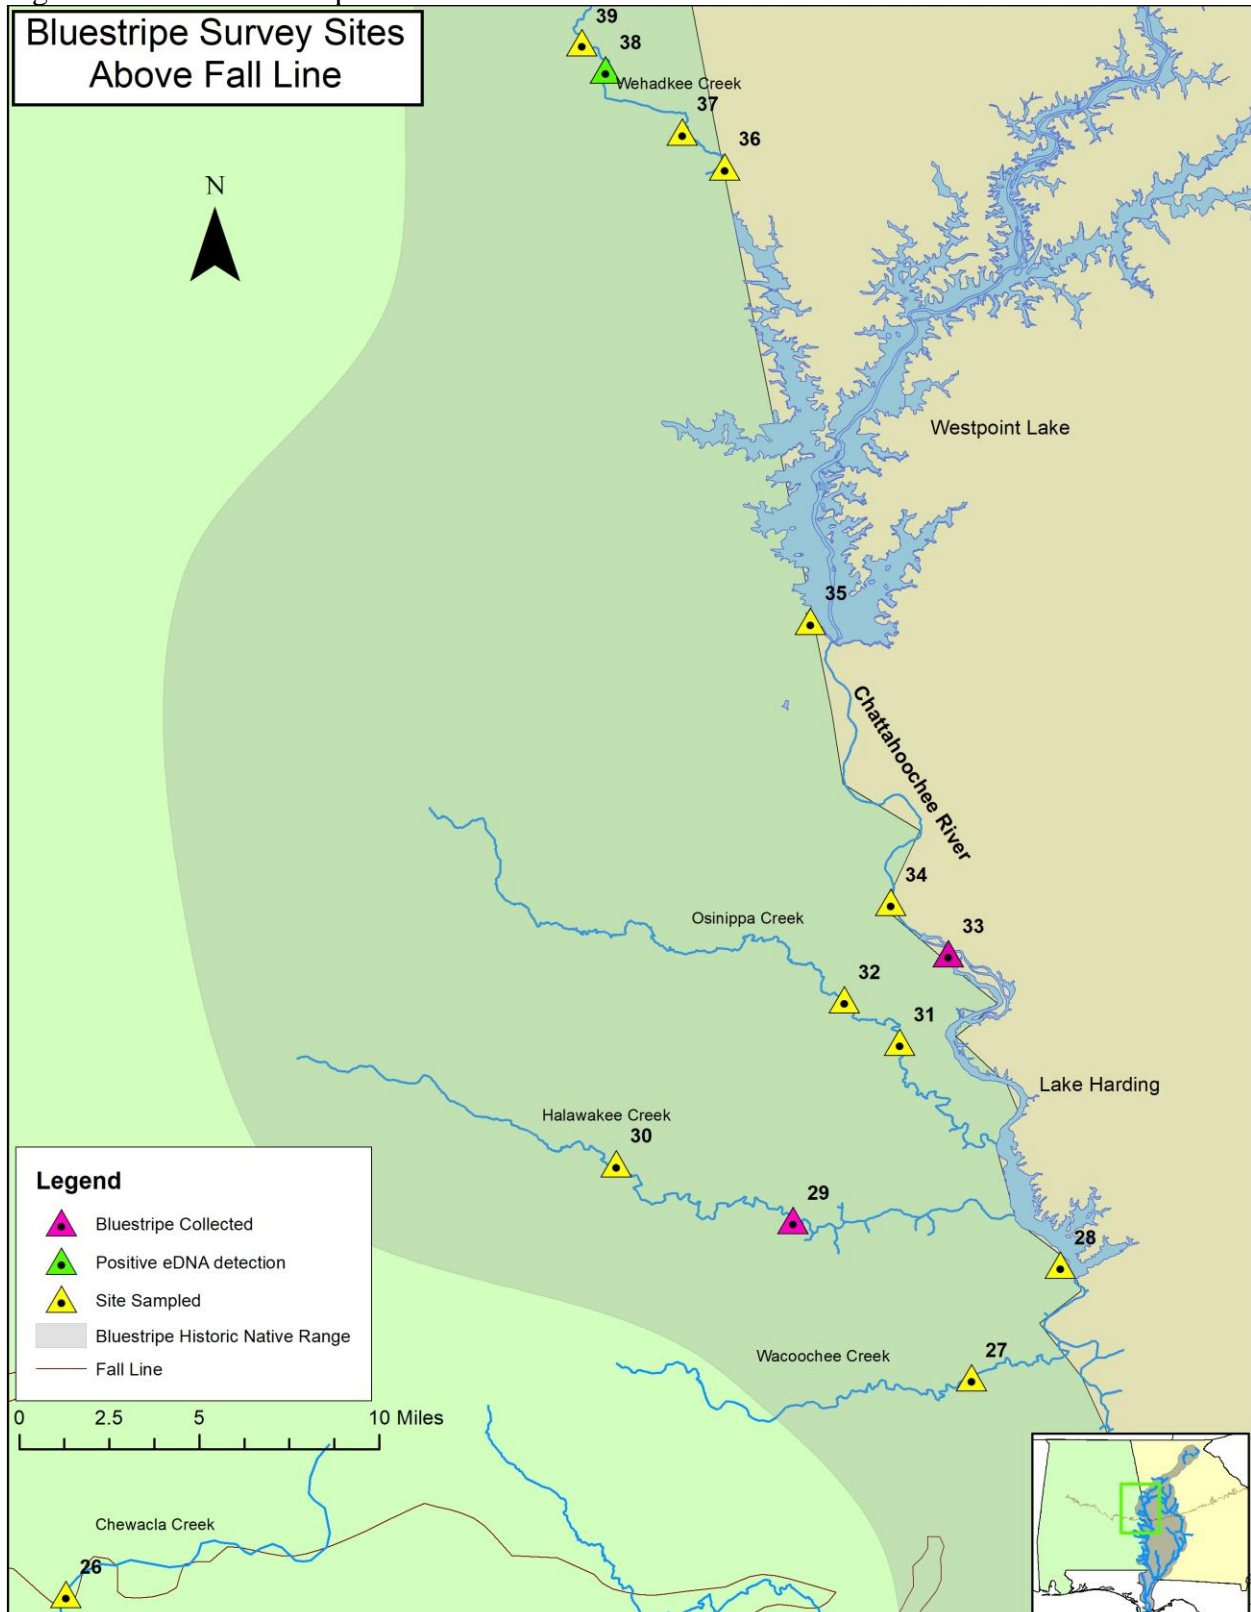 Bluestripe Survey Sites
Above Fall Line
39
38
Wehadkee Creek
37
36
N
Westpoint Lake
35
Chattahoochee River
34
33
Osinippa Creek
32
31
Lake Harding
Halawakee Creek
30
29
28
Wacoochee Creek
27
Legend
Bluestripe Collected
Positive eDNA detection
Site Sampled
Bluestripe Historic Native Range
Fall Line
0 2.5 5 10 Miles
Chewacla Creek
26